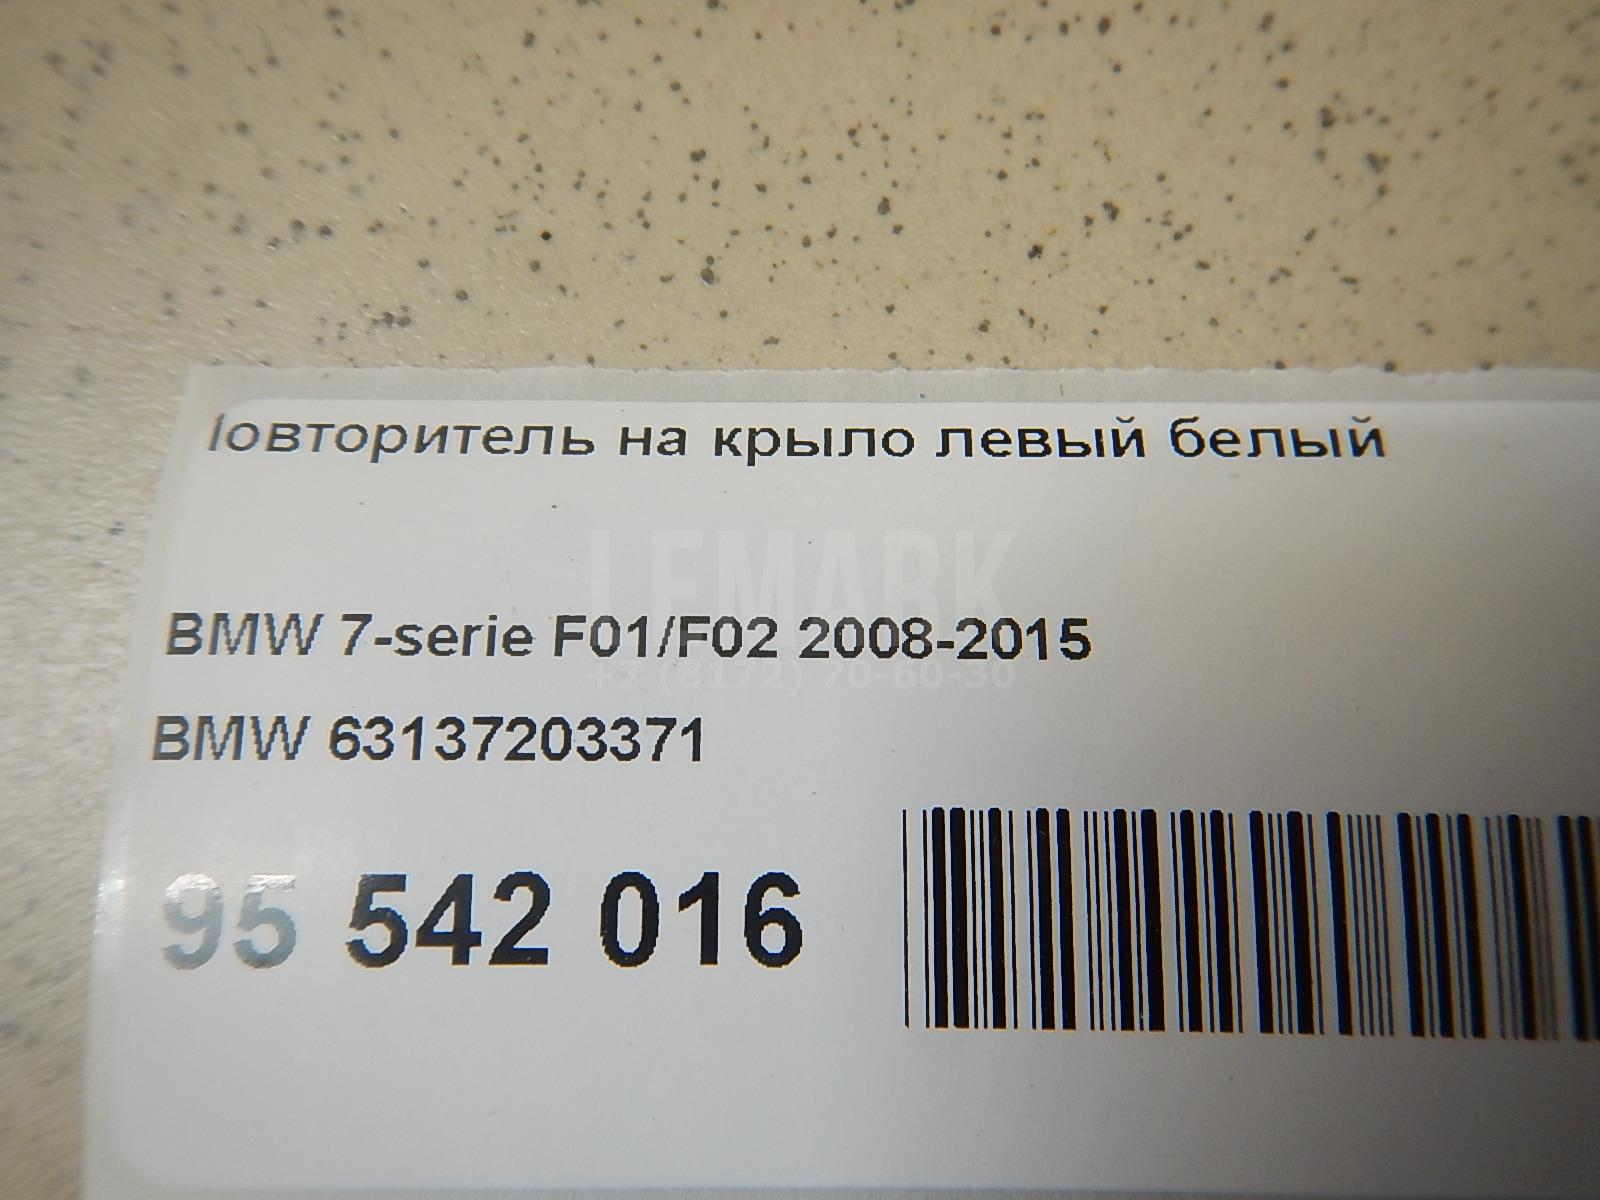 Повторитель на крыло левый белый
LEMARK
BMW 7-serie F01/F02 2008-2015
+7 (8172) 70-60-30
BMW 63137203371
95 542 016